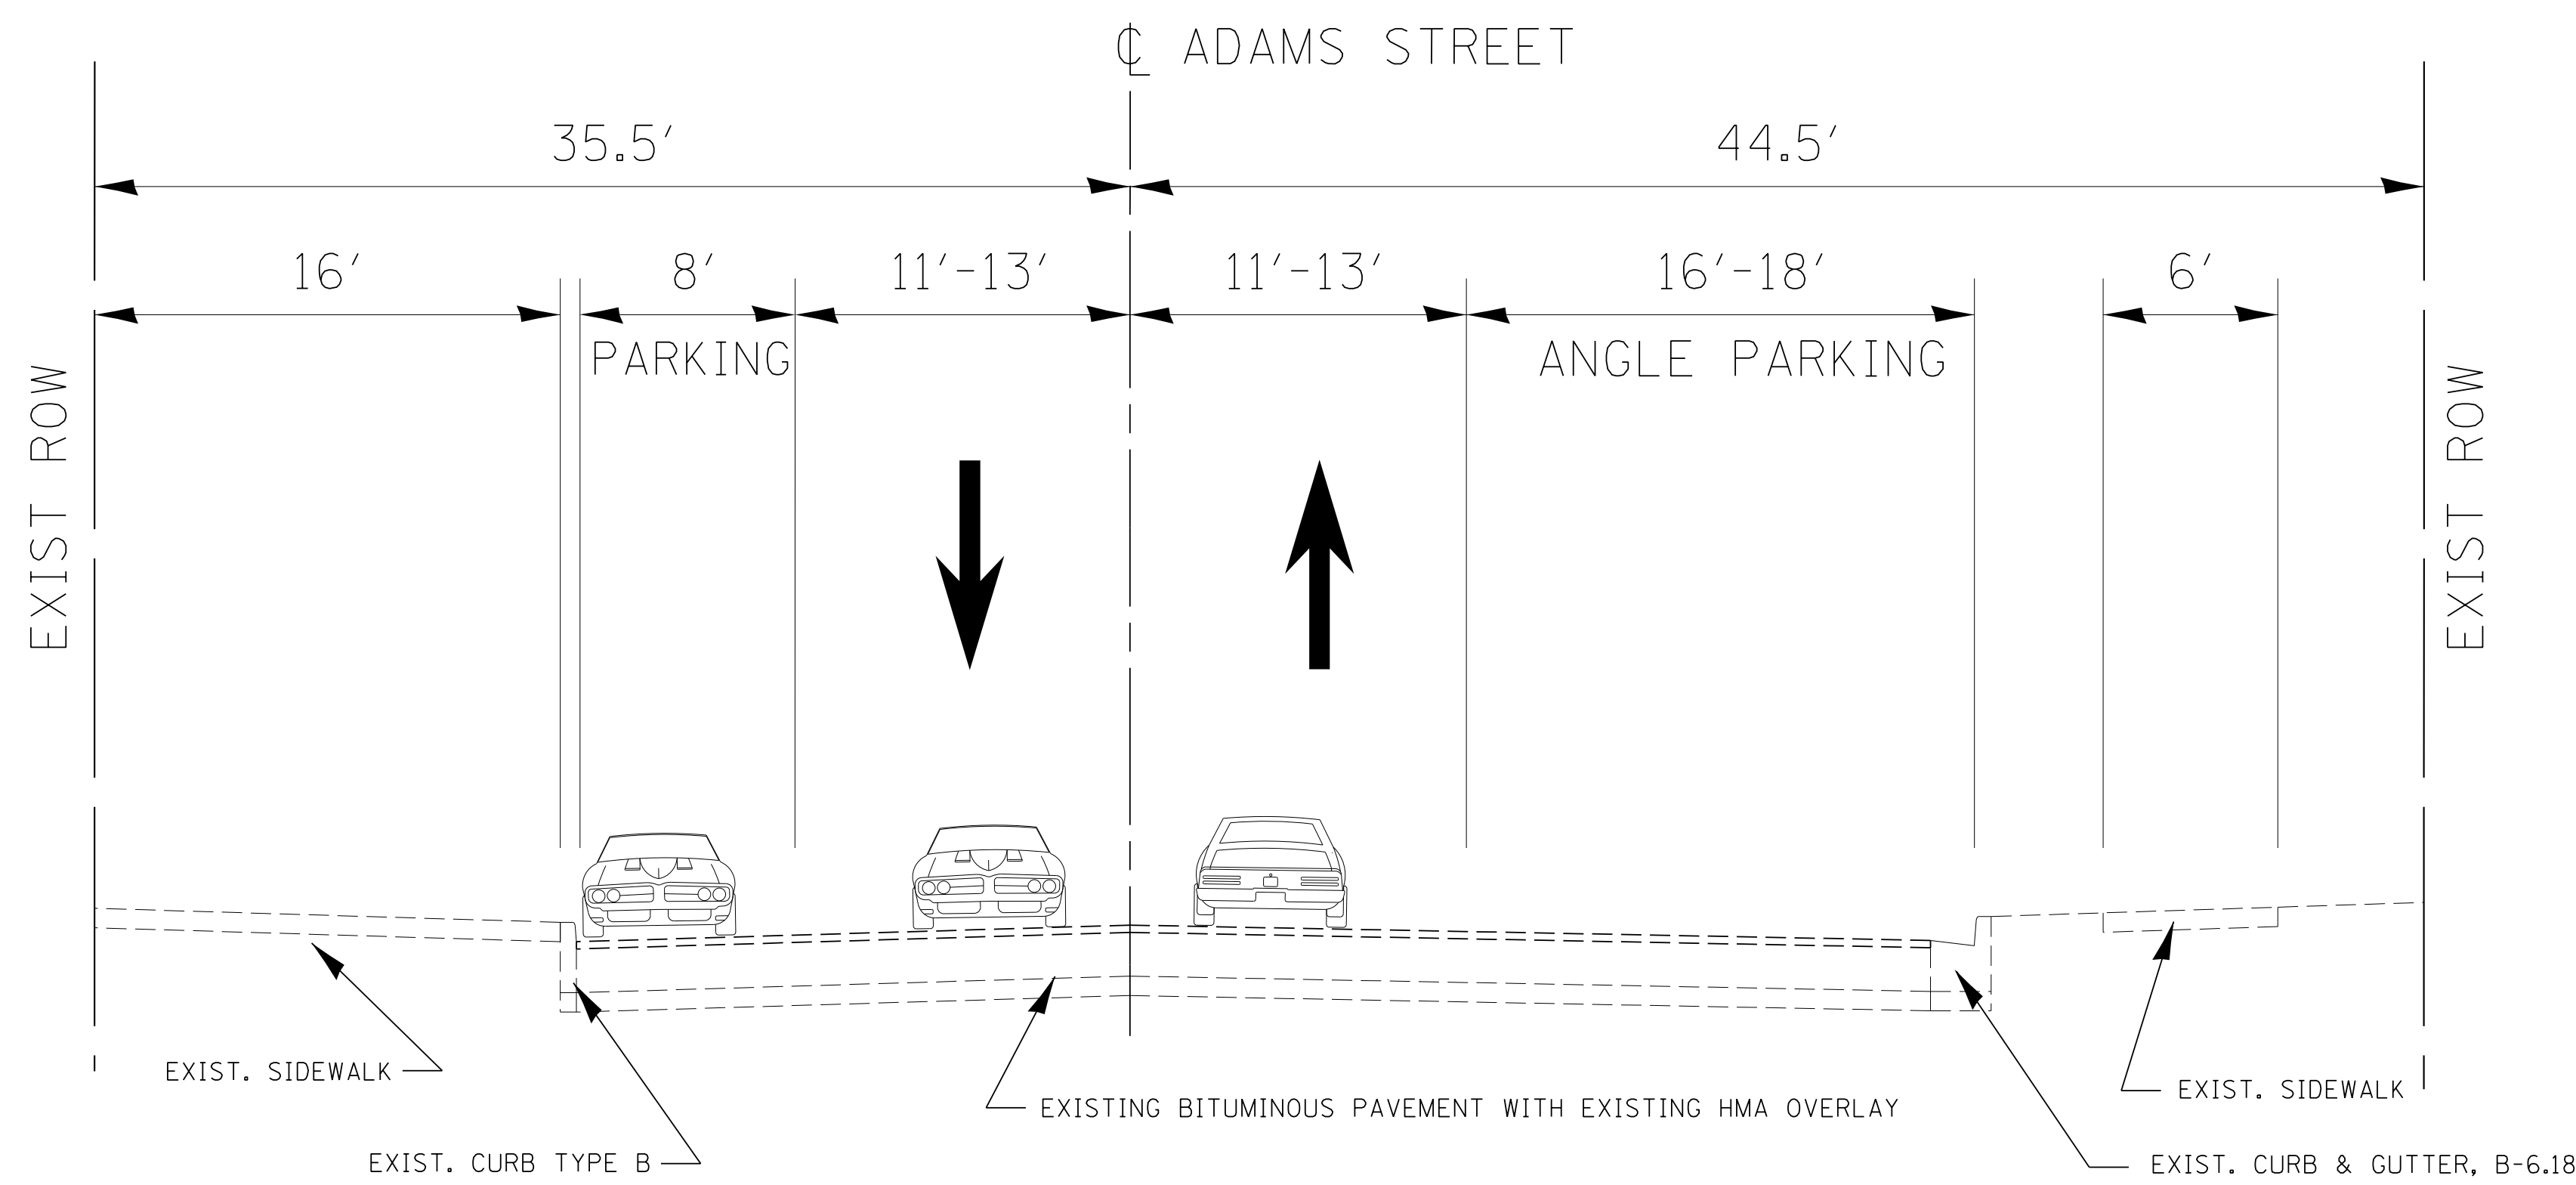 ℄ ADAMS STREET
35.5'
44.5'
16'
8'
11'-13'
11'-13'
16'-18'
6'
PARKING
ANGLE PARKING
EXIST ROW
EXIST ROW
EXIST. SIDEWALK
EXIST. SIDEWALK
EXISTING BITUMINOUS PAVEMENT WITH EXISTING HMA OVERLAY
EXIST. CURB TYPE B
EXIST. CURB & GUTTER, B-6.18